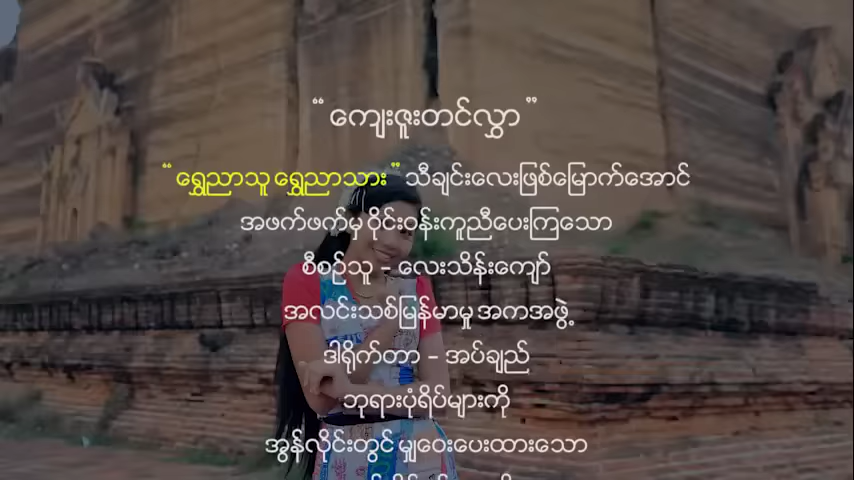 “ ကျေးဇူးတင်လွှာ ”
“ ရွှေညာသူ ရွှေညာသား ” သီချင်းလေးဖြစ်မြောက်အောင်
အဖက်ဖက်မှ ဝိုင်းဝန်းကူညီပေးကြသော
စီစဉ်သူ - လေးသိန်းကျော်
အလင်းသစ်မြန်မာမှု အကအဖွဲ့
ဒါရိုက်တာ - အပ်ချည်
ဘုရားပုံရိပ်များကို
အွန်လိုင်းတွင် မျှဝေးပေးထားသော